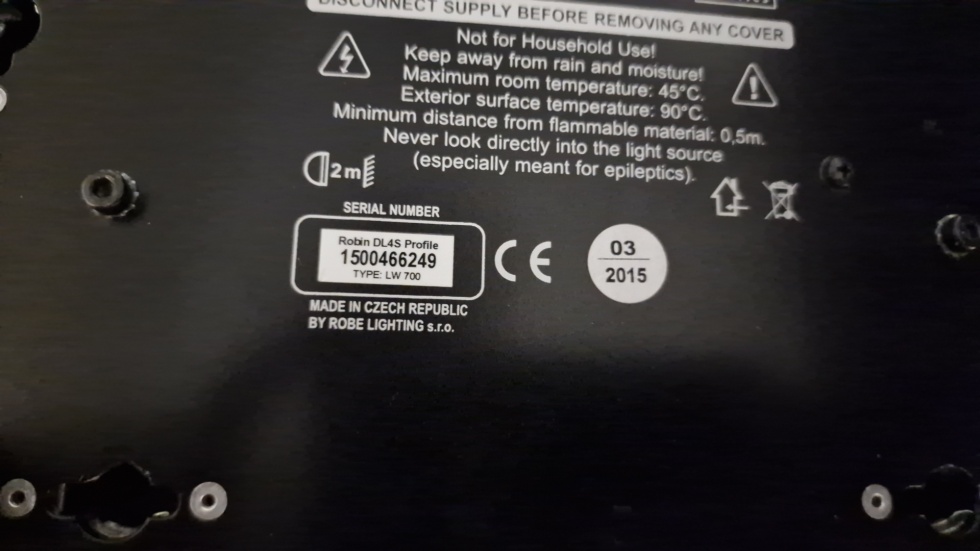 DISCONNECT SUPPLY BEFORE REMOVING ANY COVER
Not for Household Use!
Keep away from rain and moisture!
Maximum room temperature: 45°C.
Exterior surface temperature: 90°C.
Minimum distance from flammable material: 0,5m.
Never look directly into the light source
(especially meant for epileptics).
2m
SERIAL NUMBER
Robin DL4S Profile
1500466249
TYPE: LW 700
CE
03
2015
MADE IN CZECH REPUBLIC
BY ROBE LIGHTING s.r.o.